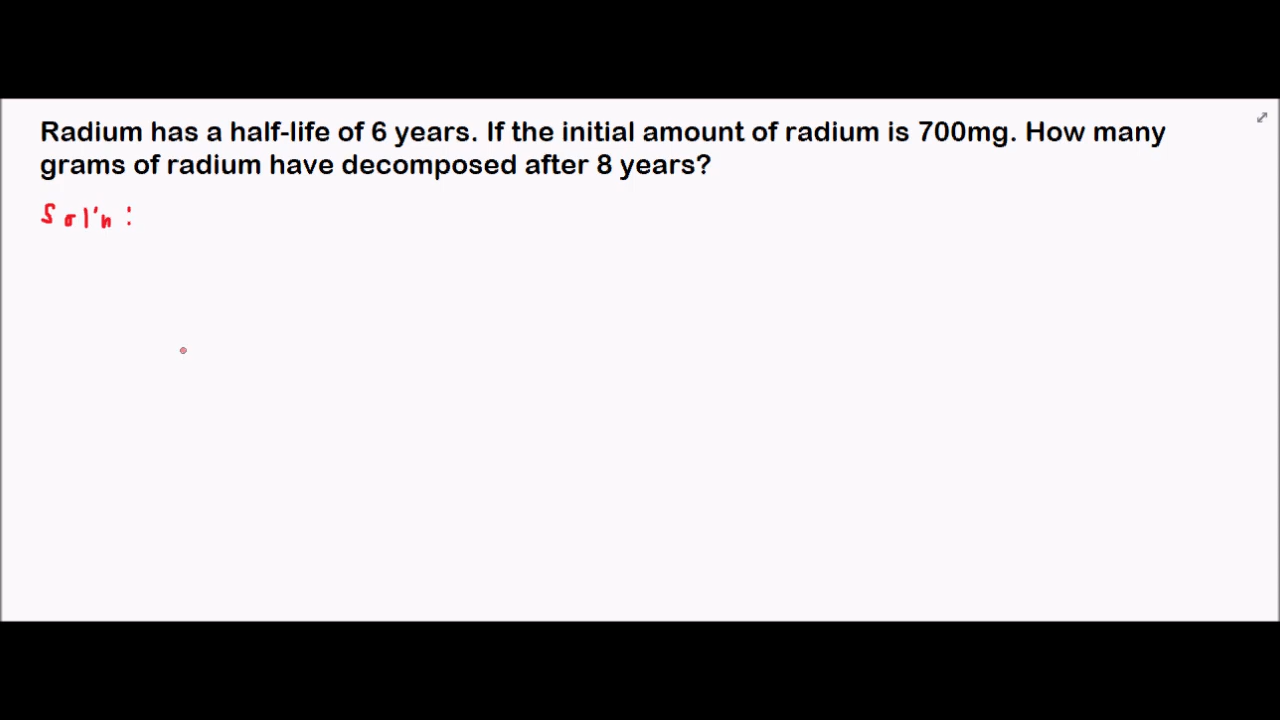 Radium has a half-life of 6 years. If the initial amount of radium is 700mg. How many
grams of radium have decomposed after 8 years?
Sol'n :